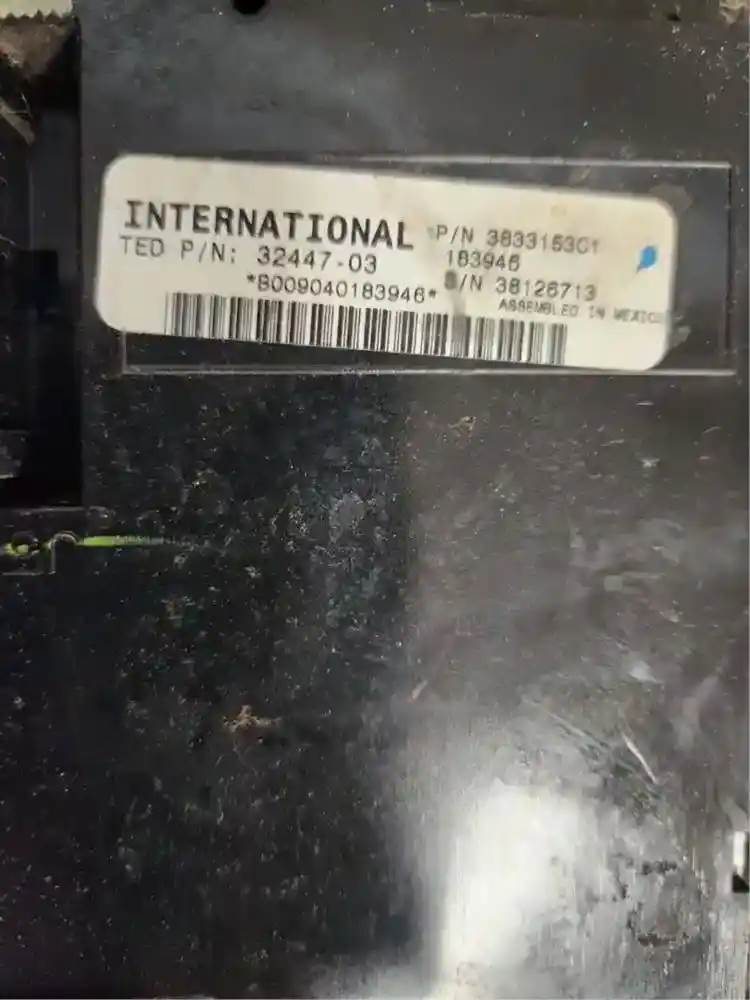 INTERNATIONAL P/N 3833153C1
TED P/N: 32447-03 183946
*B009040183946* S/N 38126713
ASSEMBLED IN MEXICO